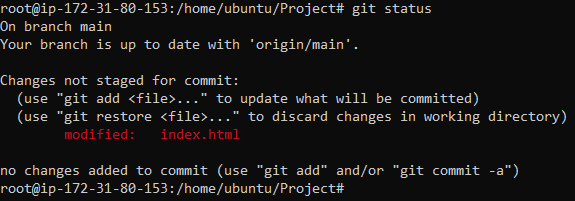 root@ip-172-31-80-153:/home/ubuntu/Project# git status
On branch main
Your branch is up to date with 'origin/main'.

Changes not staged for commit:
  (use "git add <file>..." to update what will be committed)
  (use "git restore <file>..." to discard changes in working directory)
        modified:   index.html

no changes added to commit (use "git add" and/or "git commit -a")
root@ip-172-31-80-153:/home/ubuntu/Project#